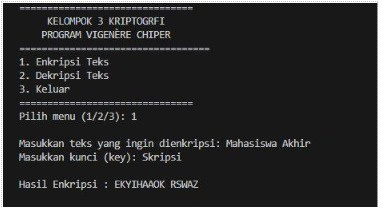 ===============================
KELOMPOK 3 KRIPTOGRFI
PROGRAM VIGENÈRE CHIPER
==================================
1. Enkripsi Teks
2. Dekripsi Teks
3. Keluar
===============================
Pilih menu (1/2/3): 1
Masukkan teks yang ingin dienkripsi: Mahasiswa Akhir
Masukkan kunci (key): Skripsi
Hasil Enkripsi : EKYIHAAOK RSWAZ